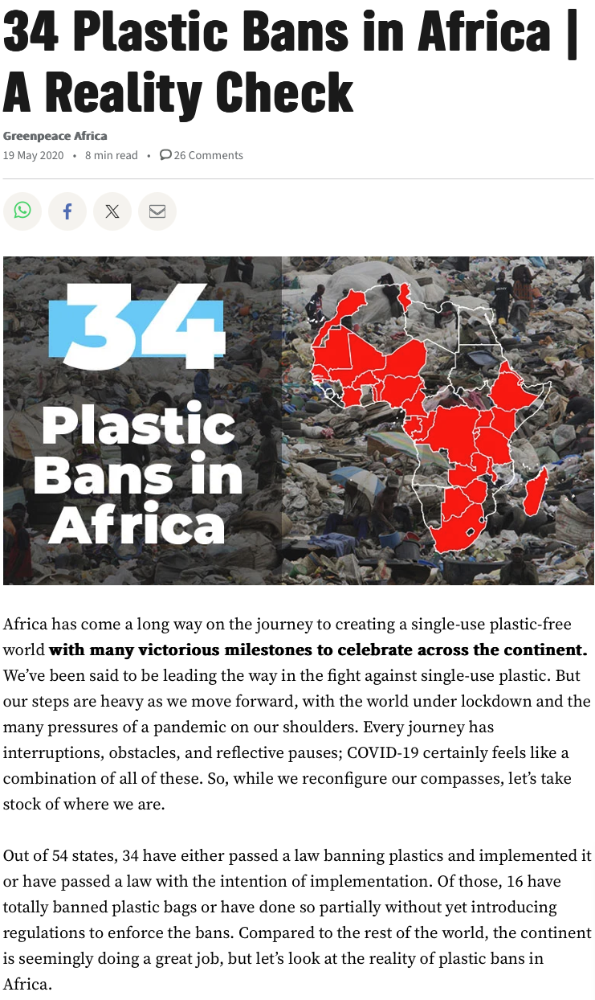 34 Plastic Bans in Africa |
A Reality Check
Greenpeace Africa
19 May 2020 • 8 min read • 26 Comments
34
Plastic
Bans in
Africa
Africa has come a long way on the journey to creating a single-use plastic-free
world with many victorious milestones to celebrate across the continent.
We’ve been said to be leading the way in the fight against single-use plastic. But
our steps are heavy as we move forward, with the world under lockdown and the
many pressures of a pandemic on our shoulders. Every journey has
interruptions, obstacles, and reflective pauses; COVID-19 certainly feels like a
combination of all of these. So, while we reconfigure our compasses, let’s take
stock of where we are.
Out of 54 states, 34 have either passed a law banning plastics and implemented it
or have passed a law with the intention of implementation. Of those, 16 have
totally banned plastic bags or have done so partially without yet introducing
regulations to enforce the bans. Compared to the rest of the world, the continent
is seemingly doing a great job, but let’s look at the reality of plastic bans in
Africa.